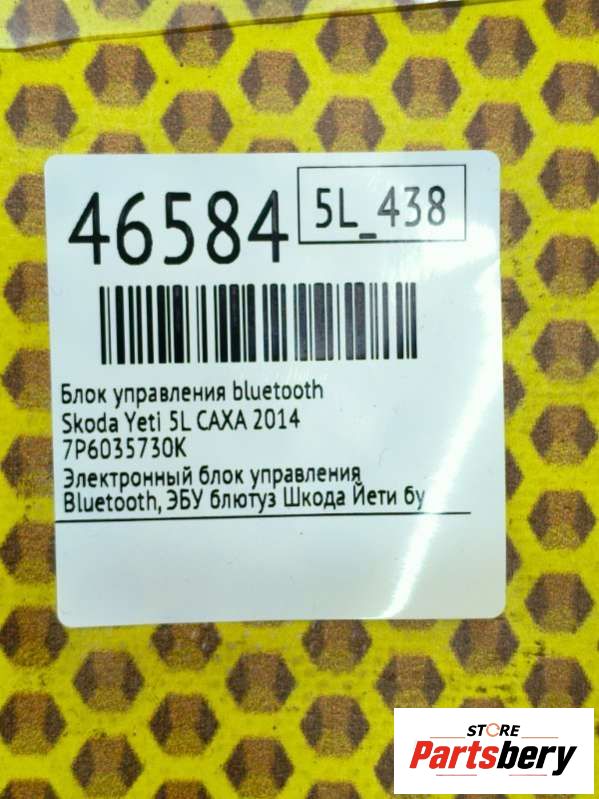 46584
5L_438
Блок управления bluetooth
Skoda Yeti 5L CAXA 2014
7P6035730K
Электронный блок управления
Bluetooth, ЭБУ блютуз Шкода Йети бу
STORE
Partsbery